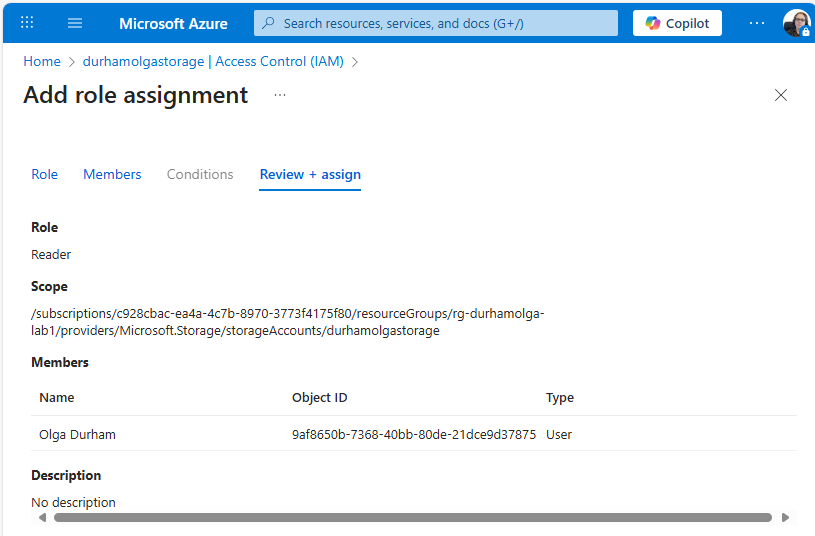 Microsoft Azure
Search resources, services, and docs (G+/)
Copilot
Home > durhamolgastorage | Access Control (IAM) >
Add role assignment
Role Members Conditions Review + assign
Role
Reader
Scope
/subscriptions/c928cbac-ea4a-4c7b-8970-3773f4175f80/resourceGroups/rg-durhamolga-
lab1/providers/Microsoft.Storage/storageAccounts/durhamolgastorage
Members
Name Object ID Type
Olga Durham 9af8650b-7368-40bb-80de-21dce9d37875 User
Description
No description